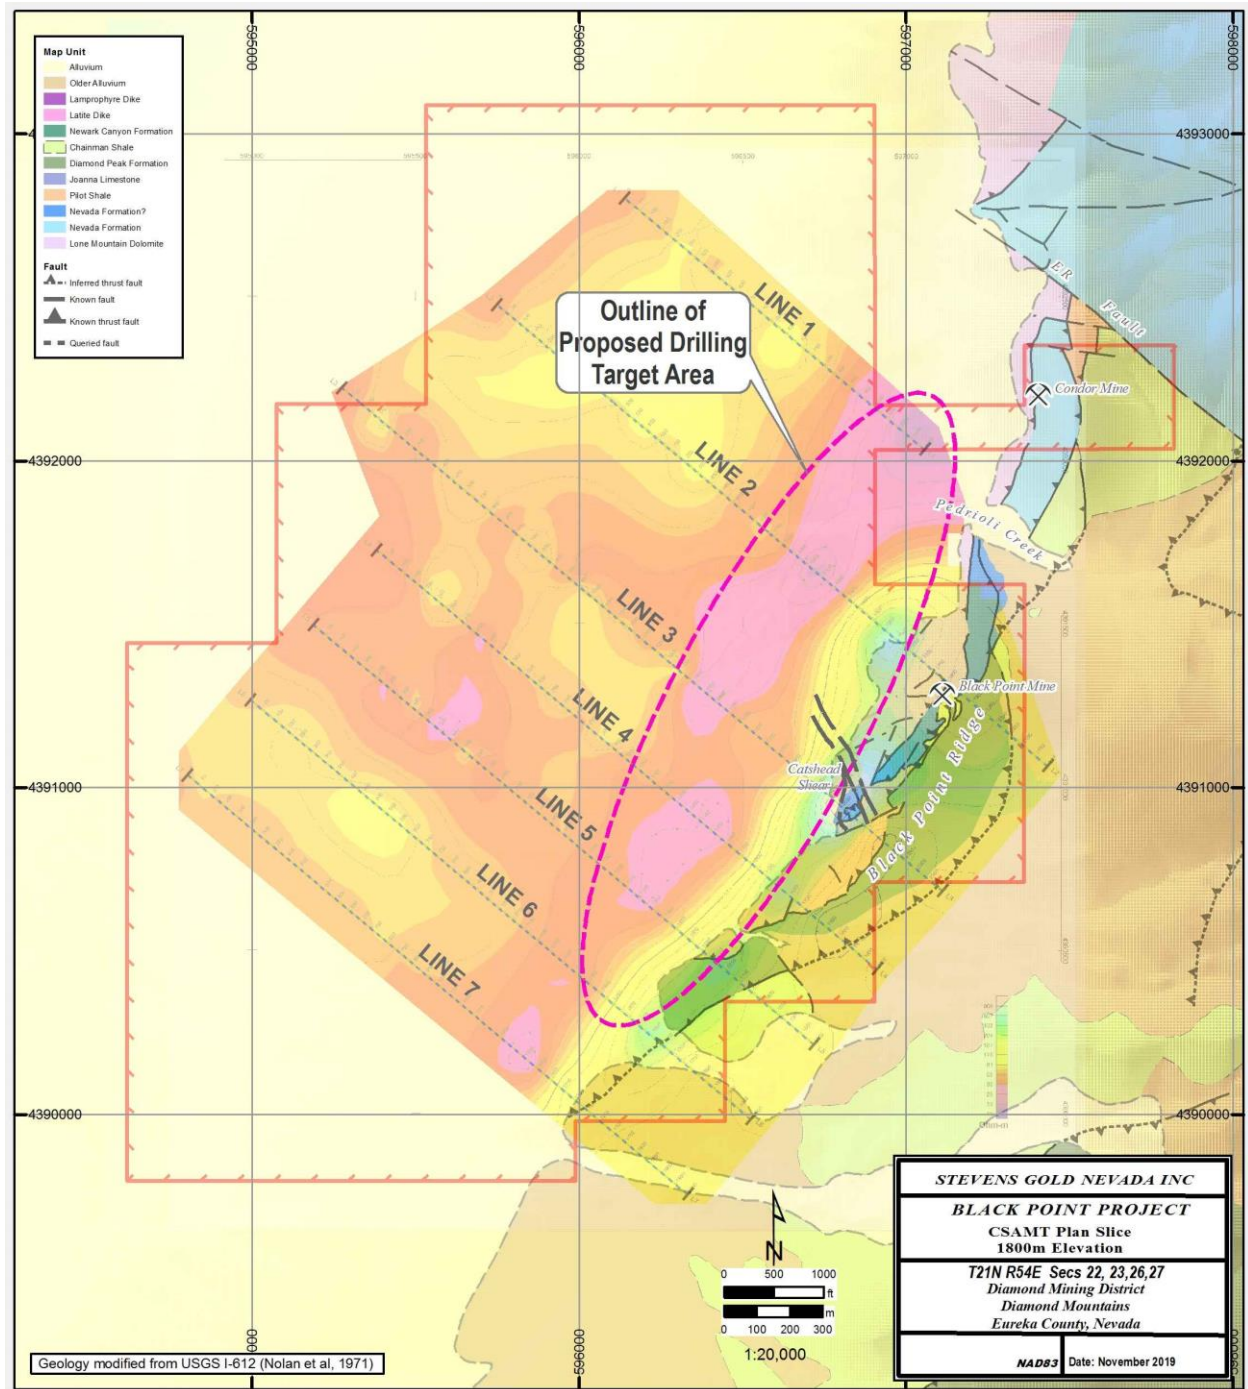 Map Unit
Alluvium
Older Alluvium
Lamprophyre Dike
Latite Dike
Newark Canyon Formation
Chainman Shale
Diamond Peak Formation
Joanna Limestone
Pilot Shale
Nevada Formation?
Nevada Formation
Lone Mountain Dolomite
Fault
Inferred thrust fault
Known fault
Known thrust fault
Queried fault
595000
596000
597000
598000
4393000
4392000
4392000
4391000
4391000
4390000
4390000
4393000
Outline of
Proposed Drilling
Target Area
LINE 1
LINE 2
LINE 3
LINE 4
LINE 5
LINE 6
LINE 7
ER Fault
Condor Mine
Pedrioli Creek
Black Point Mine
Catshead
Shear
Black Point Ridge
N
0 500 1000
ft
m
0 100 200 300
1:20,000
596000
Geology modified from USGS I-612 (Nolan et al, 1971)
STEVENS GOLD NEVADA INC
BLACK POINT PROJECT
CSAMT Plan Slice
1800m Elevation
T21N R54E Secs 22, 23,26,27
Diamond Mining District
Diamond Mountains
Eureka County, Nevada
NAD83
Date: November 2019